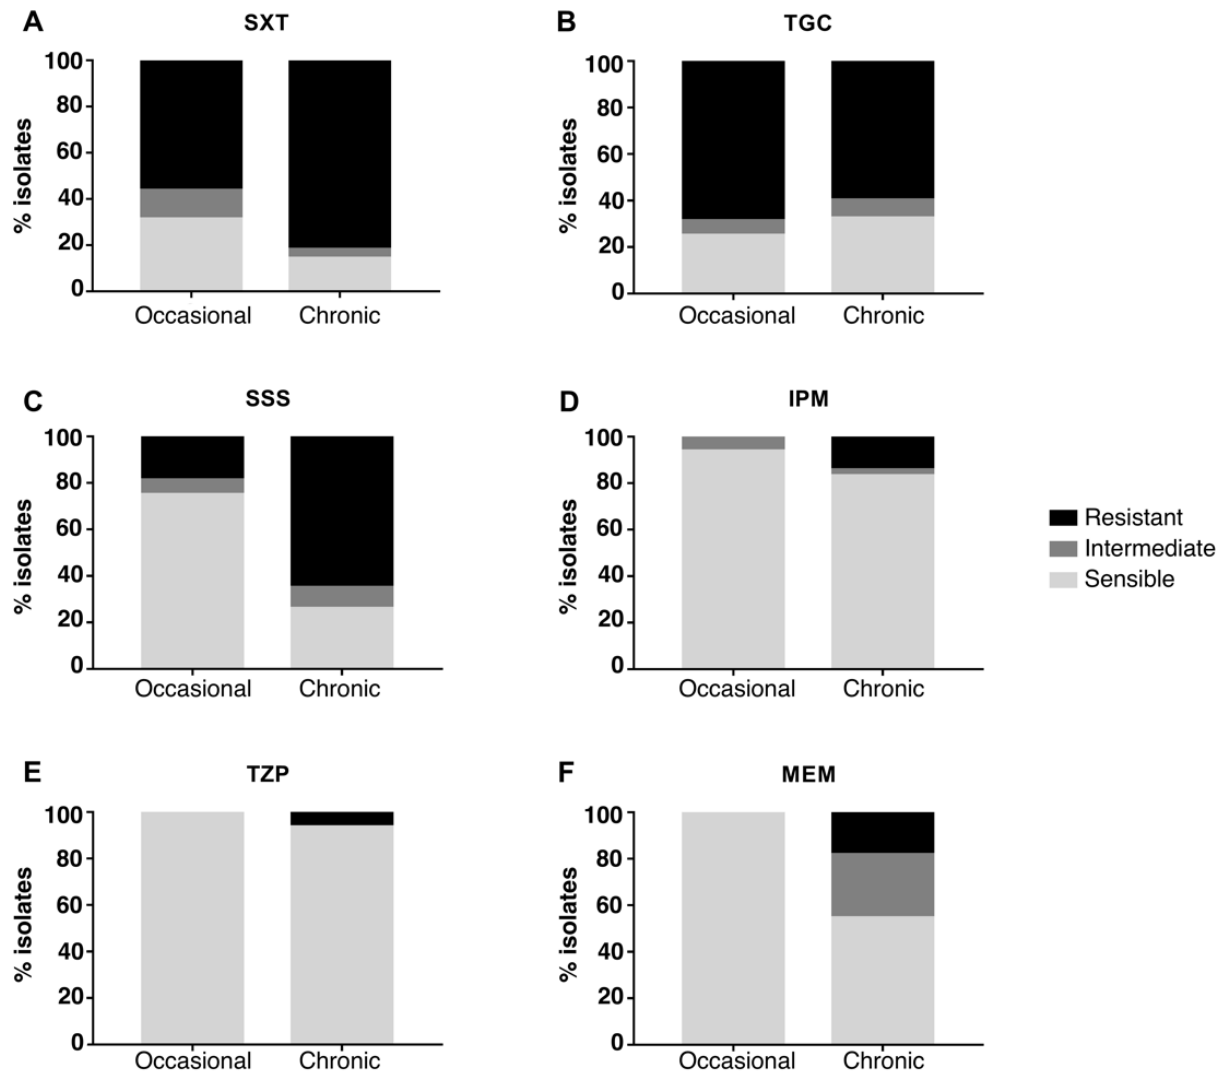 A
SXT
% isolates
100
80
60
40
20
0
Occasional
Chronic
B
TGC
% isolates
100
80
60
40
20
0
Occasional
Chronic
C
SSS
% isolates
100
80
60
40
20
0
Occasional
Chronic
D
IPM
% isolates
100
80
60
40
20
0
Occasional
Chronic
Resistant
Intermediate
Sensible
E
TZP
% isolates
100
80
60
40
20
0
Occasional
Chronic
F
MEM
% isolates
100
80
60
40
20
0
Occasional
Chronic